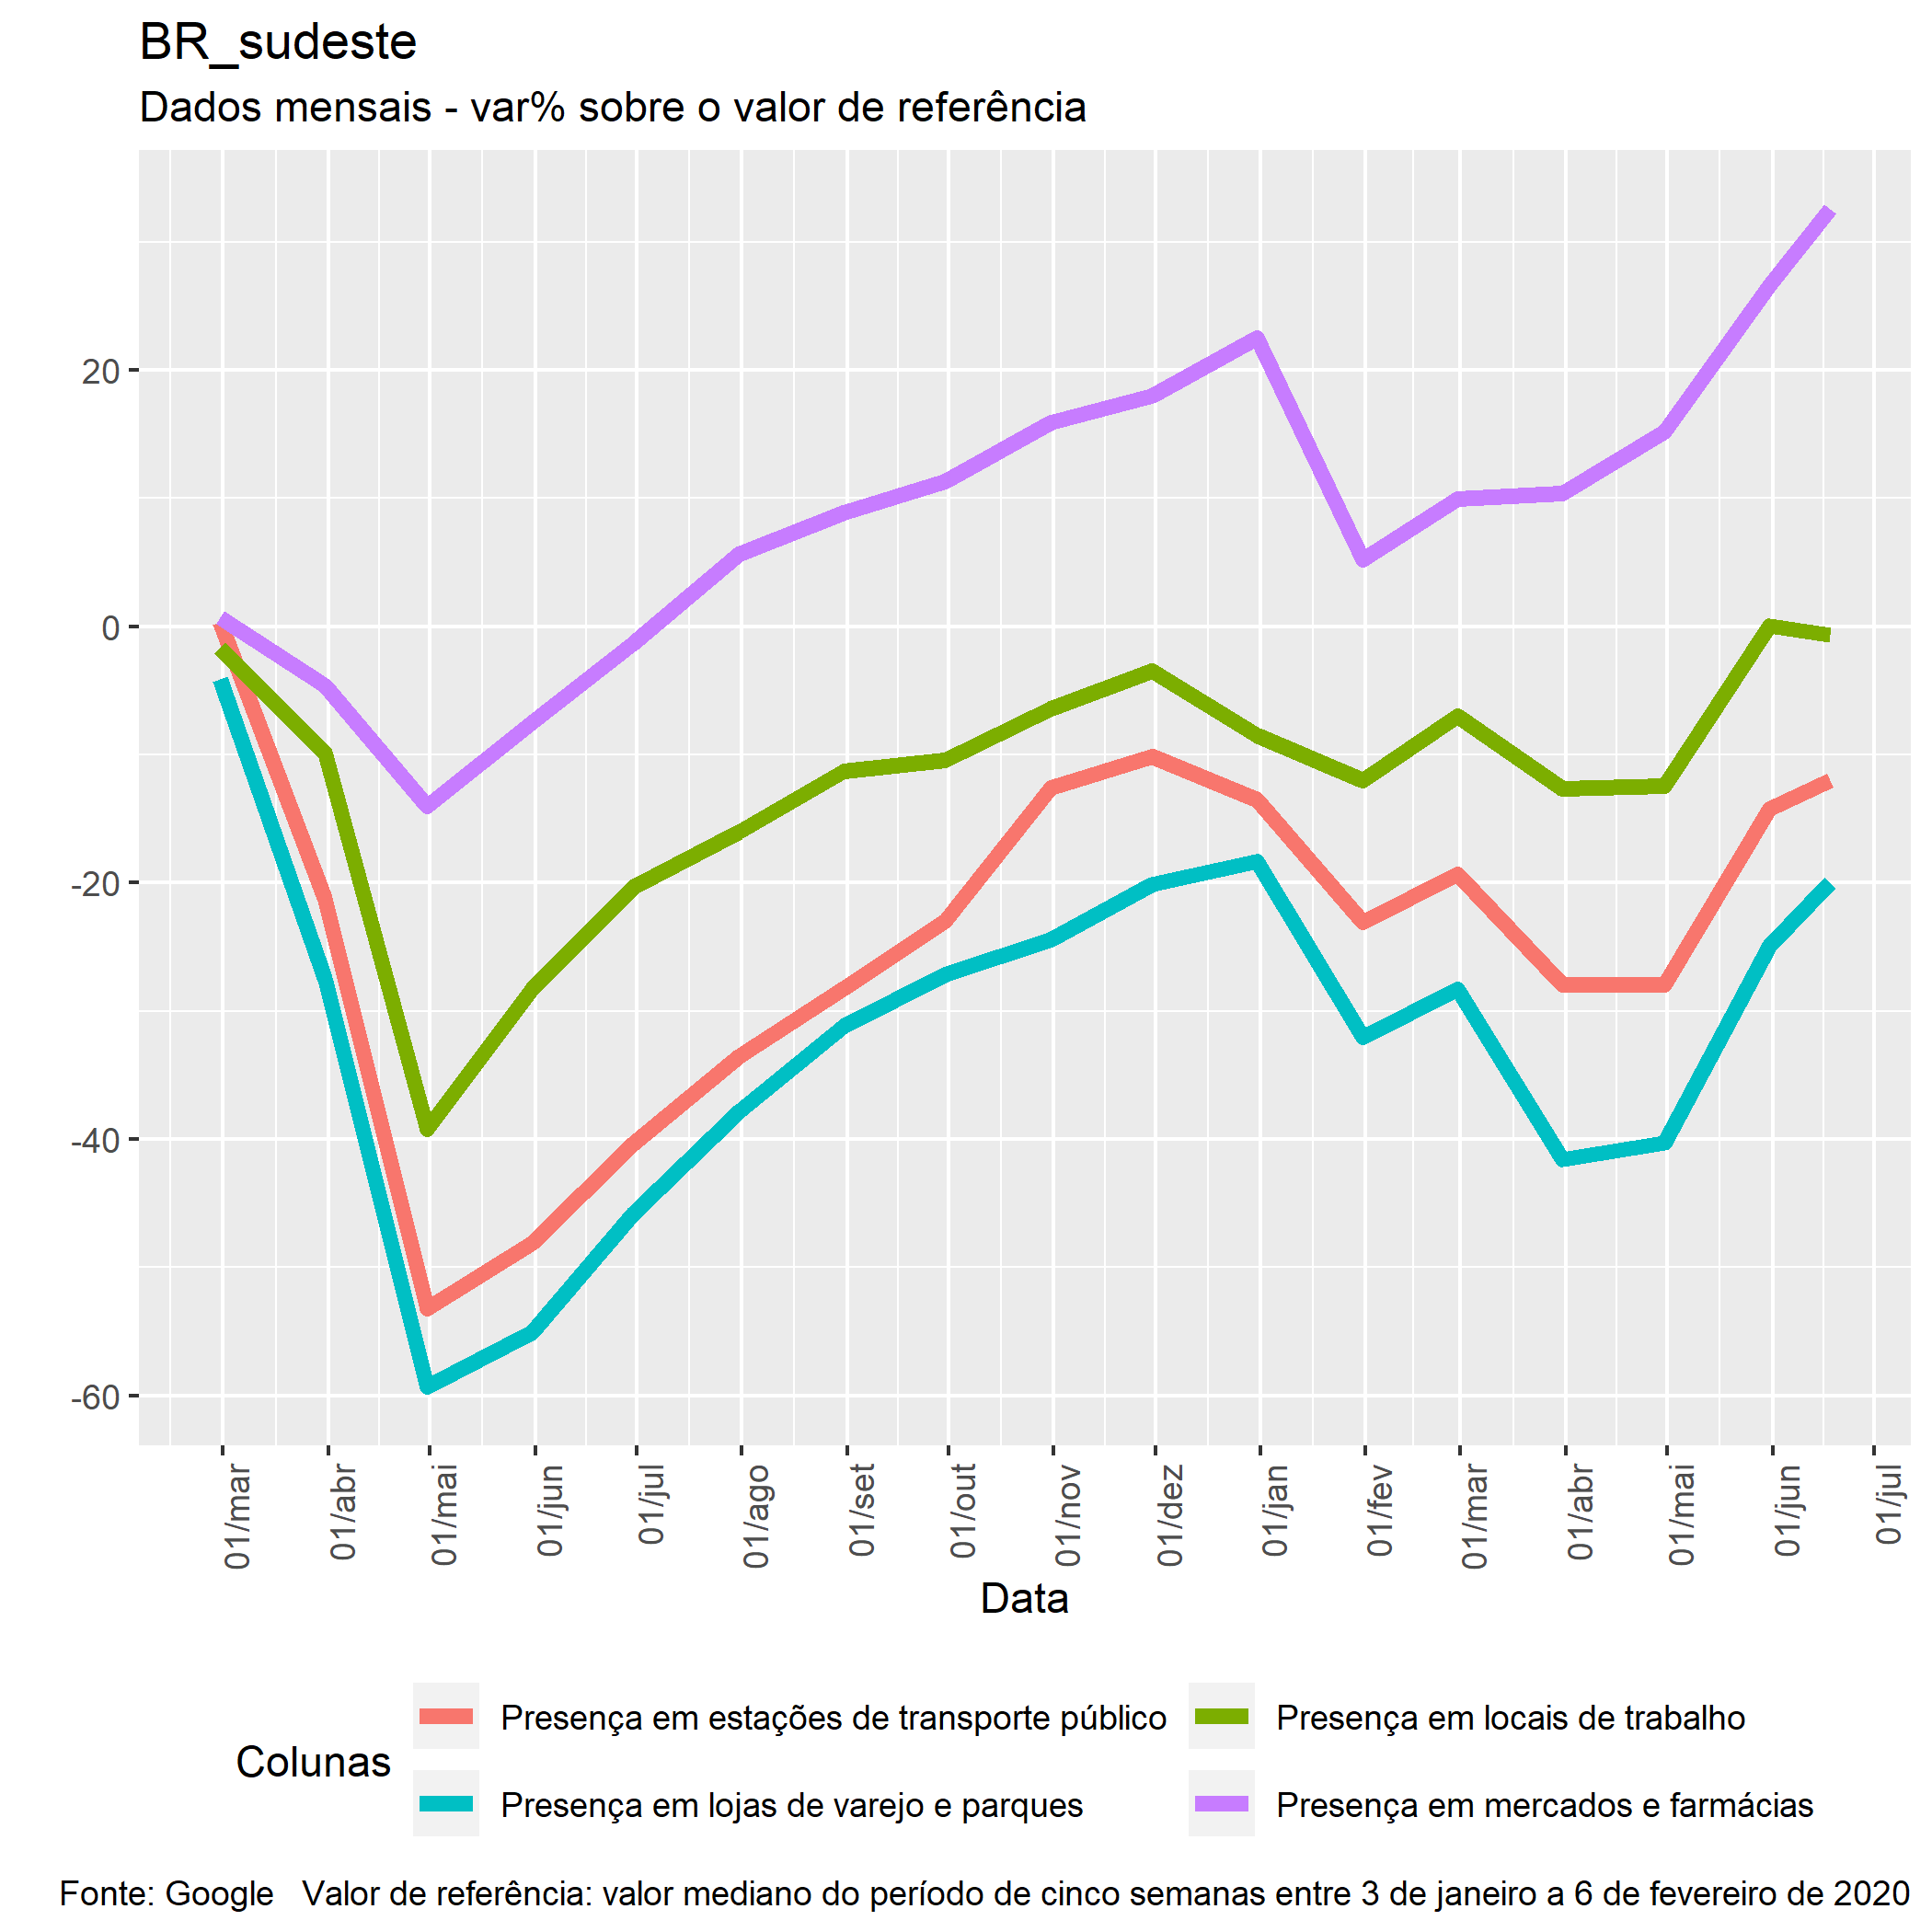 BR_sudeste
Dados mensais - var% sobre o valor de referência
20
0
-20
-40
-60
01/mar
01/abr
01/mai
01/jun
01/jul
01/ago
01/set
01/out
01/nov
01/dez
01/jan
01/fev
01/mar
01/abr
01/mai
01/jun
01/jul
Data
Colunas
Presença em estações de transporte público
Presença em locais de trabalho
Presença em lojas de varejo e parques
Presença em mercados e farmácias
Fonte: Google   Valor de referência: valor mediano do período de cinco semanas entre 3 de janeiro a 6 de fevereiro de 2020